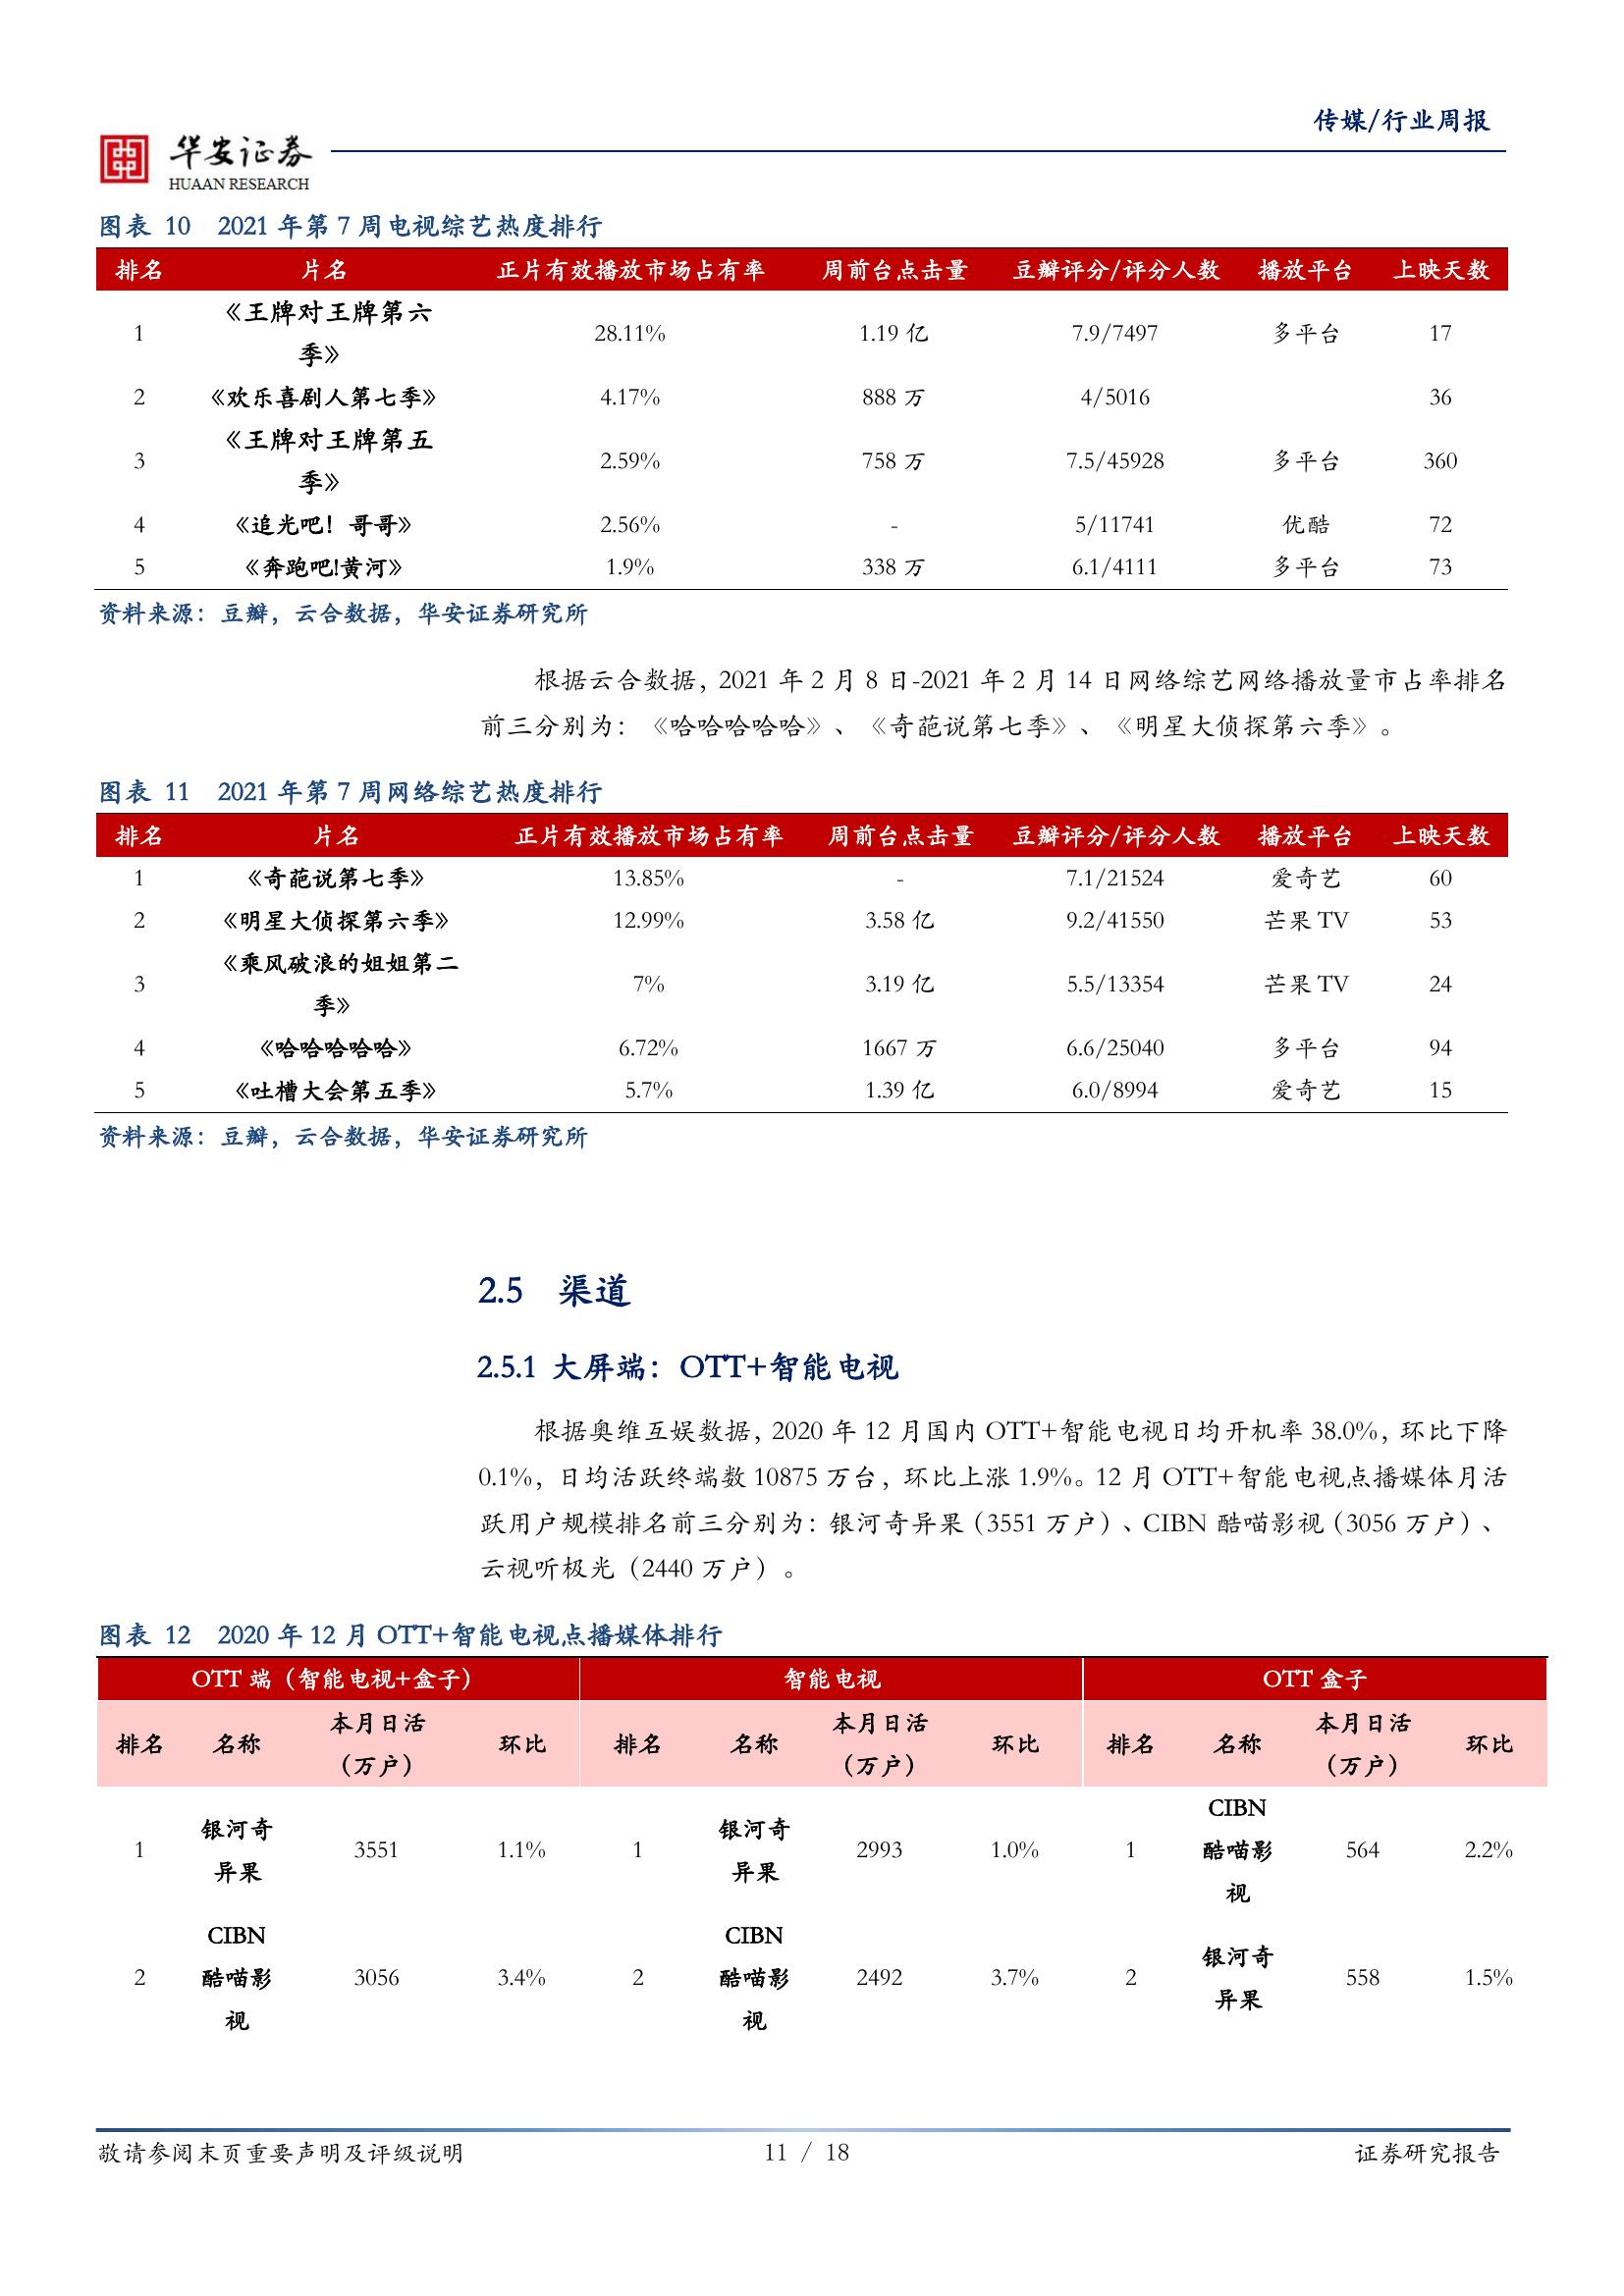 传媒/行业周报
华安证券
HUAAN RESEARCH
图表 10 2021 年第 7 周电视综艺热度排行
排名 片名 正片有效播放市场占有率 周前台点击量 豆瓣评分/评分人数 播放平台 上映天数
1 《王牌对王牌第六季》 28.11% 1.19 亿 7.9/7497 多平台 17
2 《欢乐喜剧人第七季》 4.17% 888 万 4/5016 36
3 《王牌对王牌第五季》 2.59% 758 万 7.5/45928 多平台 360
4 《追光吧！哥哥》 2.56% - 5/11741 优酷 72
5 《奔跑吧!黄河》 1.9% 338 万 6.1/4111 多平台 73
资料来源：豆瓣，云合数据，华安证券研究所
根据云合数据，2021 年 2 月 8 日-2021 年 2 月 14 日网络综艺网络播放量市占率排名
前三分别为：《哈哈哈哈哈》、《奇葩说第七季》、《明星大侦探第六季》。
图表 11 2021 年第 7 周网络综艺热度排行
排名 片名 正片有效播放市场占有率 周前台点击量 豆瓣评分/评分人数 播放平台 上映天数
1 《奇葩说第七季》 13.85% - 7.1/21524 爱奇艺 60
2 《明星大侦探第六季》 12.99% 3.58 亿 9.2/41550 芒果 TV 53
3 《乘风破浪的姐姐第二季》 7% 3.19 亿 5.5/13354 芒果 TV 24
4 《哈哈哈哈哈》 6.72% 1667 万 6.6/25040 多平台 94
5 《吐槽大会第五季》 5.7% 1.39 亿 6.0/8994 爱奇艺 15
资料来源：豆瓣，云合数据，华安证券研究所
2.5 渠道
2.5.1 大屏端：OTT+智能电视
根据奥维互娱数据，2020 年 12 月国内 OTT+智能电视日均开机率 38.0%，环比下降
0.1%，日均活跃终端数 10875 万台，环比上涨 1.9%。12 月 OTT+智能电视点播媒体月活
跃用户规模排名前三分别为：银河奇异果（3551 万户）、CIBN 酷喵影视（3056 万户）、
云视听极光（2440 万户）。
图表 12 2020 年 12 月 OTT+智能电视点播媒体排行
OTT 端（智能电视+盒子） 智能电视 OTT 盒子
排名 名称 本月日活（万户） 环比 排名 名称 本月日活（万户） 环比 排名 名称 本月日活（万户） 环比
1 银河奇异果 3551 1.1% 1 银河奇异果 2993 1.0% 1 CIBN 酷喵影视 564 2.2%
2 CIBN 酷喵影视 3056 3.4% 2 CIBN 酷喵影视 2492 3.7% 2 银河奇异果 558 1.5%
敬请参阅末页重要声明及评级说明 11 / 18 证券研究报告